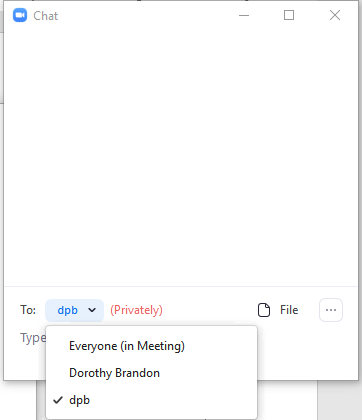 Chat
To: dpb (Privately) File
Type
Everyone (in Meeting)
Dorothy Brandon
dpb